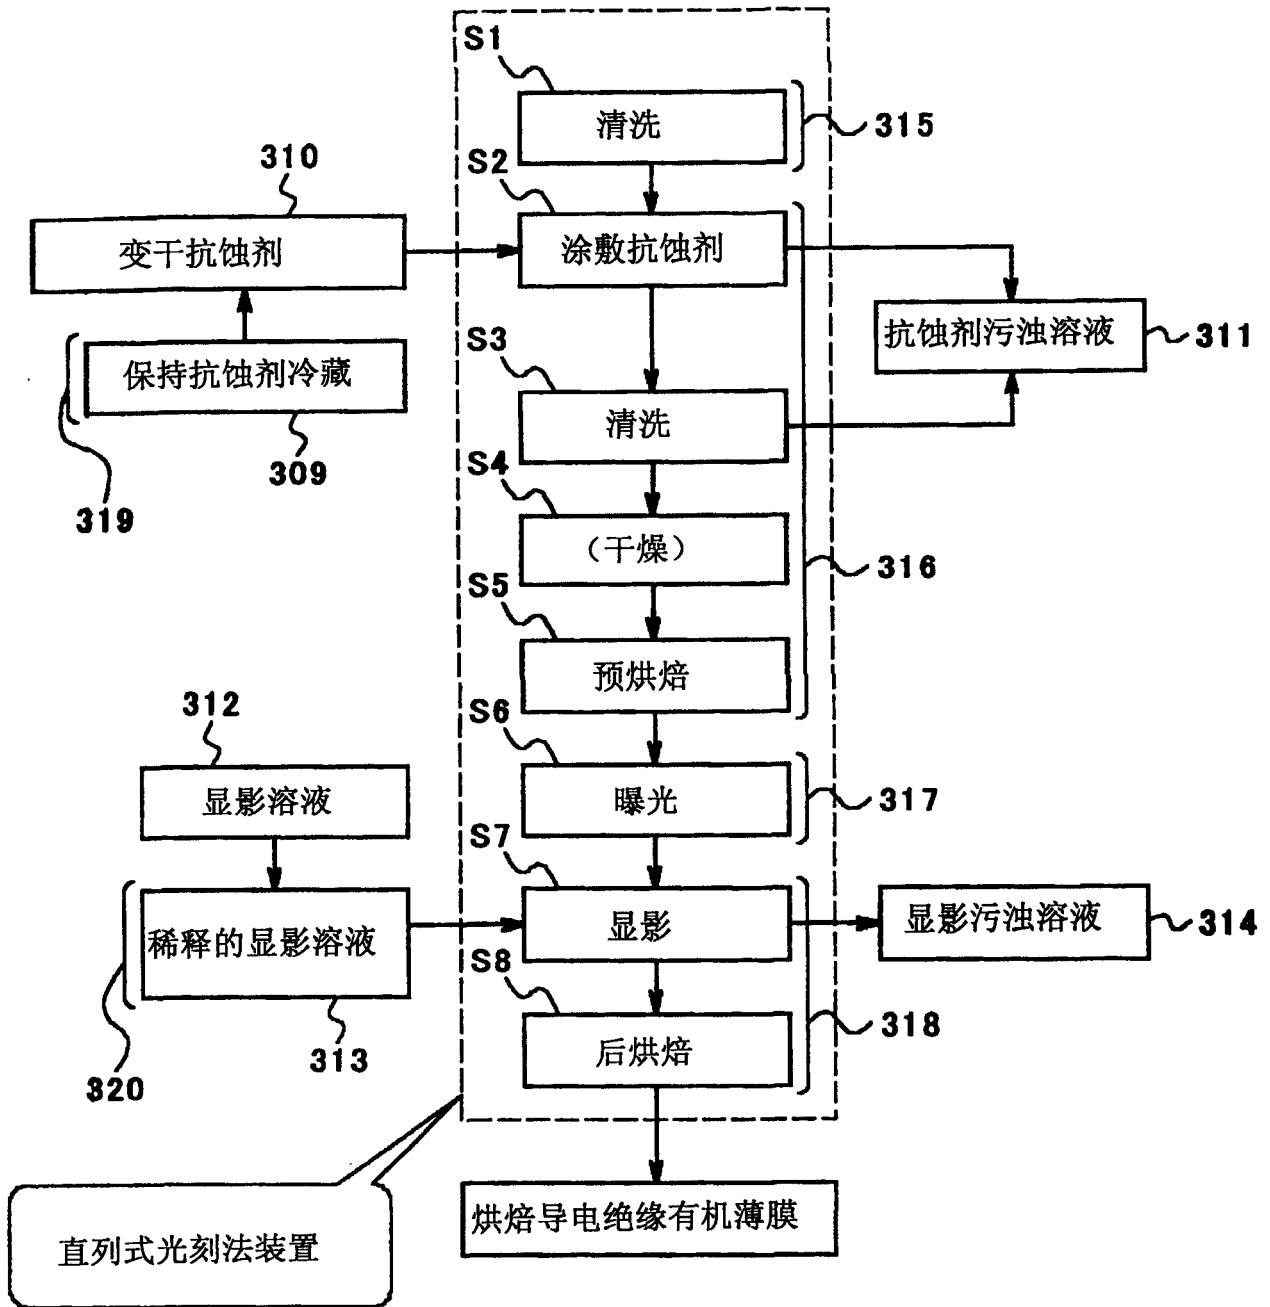 S1
清洗
315
S2
310
变干抗蚀剂
涂敷抗蚀剂
S3
抗蚀剂污浊溶液
311
保持抗蚀剂冷藏
清洗
309
S4
319
(干燥)
316
S5
预烘焙
312
S6
显影溶液
曝光
317
S7
稀释的显影溶液
显影
显影污浊溶液
314
S8
313
后烘焙
318
320
烘焙导电绝缘有机薄膜
直列式光刻法装置